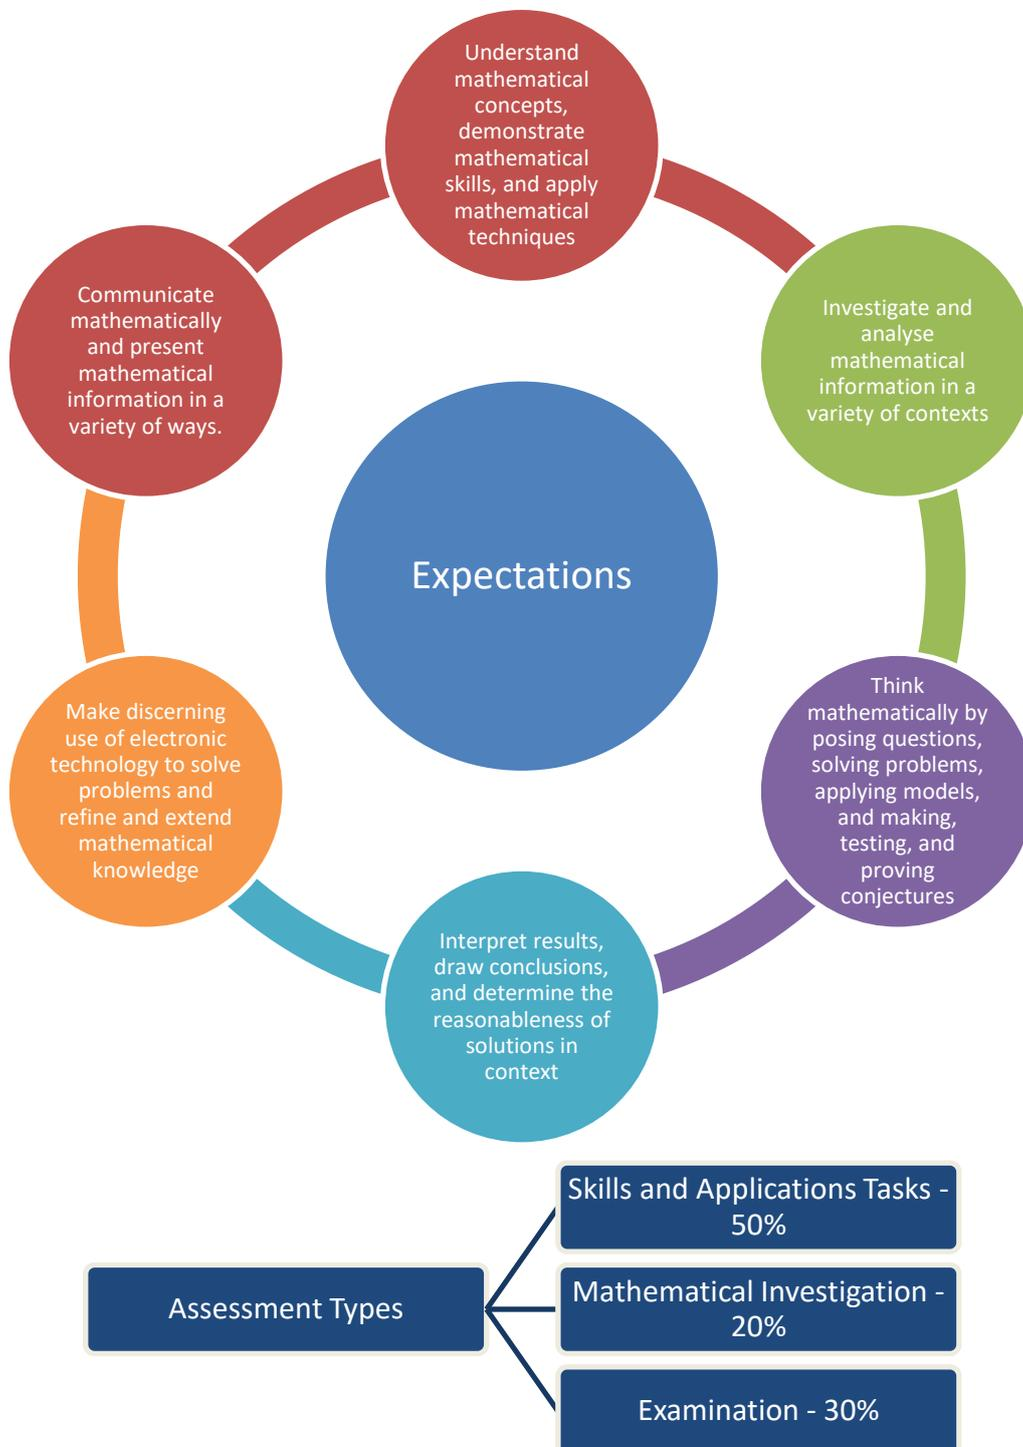 Understand
mathematical
concepts,
demonstrate
mathematical
skills, and apply
mathematical
techniques
Investigate and
analyse
mathematical
information in a
variety of contexts
Think
mathematically by
posing questions,
solving problems,
applying models,
and making,
testing, and
proving
conjectures
Interpret results,
draw conclusions,
and determine the
reasonableness of
solutions in
context
Make discerning
use of electronic
technology to solve
problems and
refine and extend
mathematical
knowledge
Communicate
mathematically
and present
mathematical
information in a
variety of ways.
Expectations
Assessment Types
Skills and Applications Tasks -
50%
Mathematical Investigation -
20%
Examination - 30%